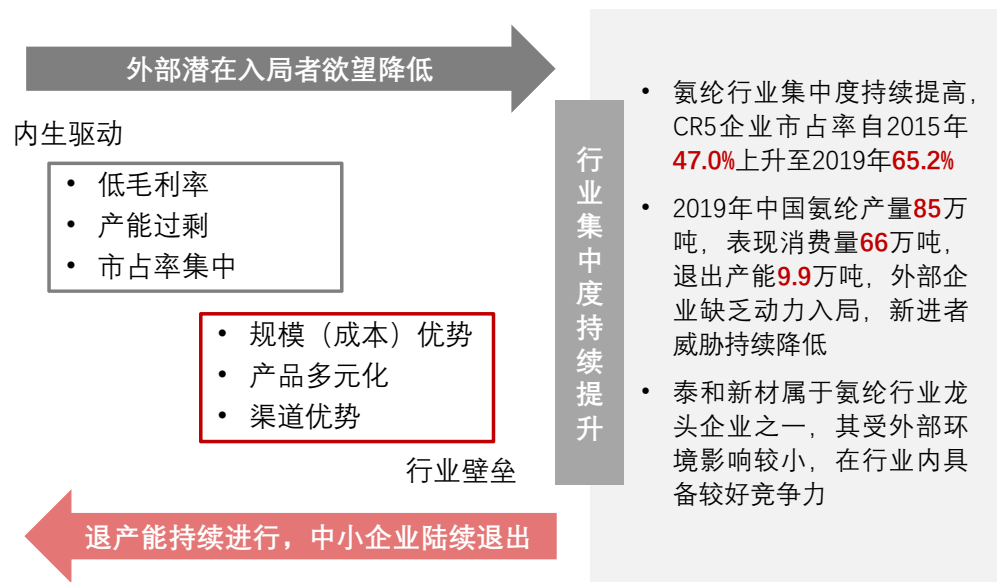 外部潜在入局者欲望降低
内生驱动
• 低毛利率
• 产能过剩
• 市占率集中
• 规模（成本）优势
• 产品多元化
• 渠道优势
行业壁垒
退产能持续进行，中小企业陆续退出
行业集中度持续提升
• 氨纶行业集中度持续提高，
CR5企业市占率自2015年
47.0%上升至2019年65.2%
• 2019年中国氨纶产量85万
吨，表现消费量66万吨，
退出产能9.9万吨，外部企
业缺乏动力入局，新进者
威胁持续降低
• 泰和新材属于氨纶行业龙
头企业之一，其受外部环
境影响较小，在行业内具
备较好竞争力